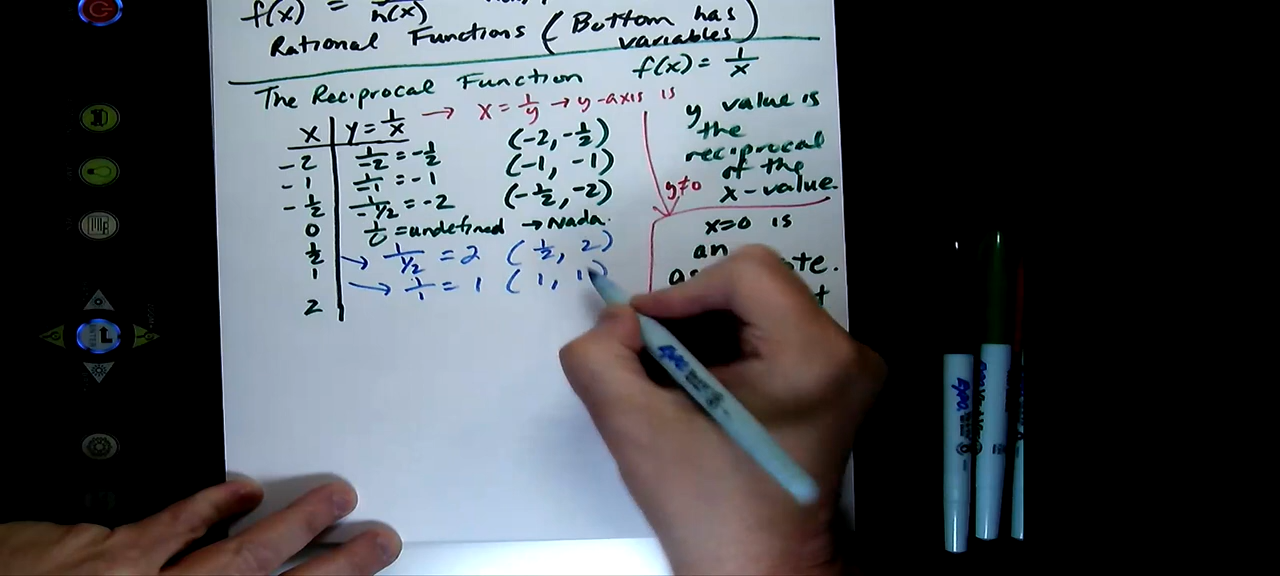 f(x) = /h(x)
Rational Functions (Bottom has variables)
The Reciprocal Function f(x) = 1/x
→ x = 1/y → y-axis is
x | y = 1/x
-2 | 1/-2 = -1/2 (-2, -1/2)
-1 | 1/-1 = -1 (-1, -1)
-1/2 | 1/-1/2 = -2 (-1/2, -2)
0 | 1/0 = undefined → Nada.
1/2 → 1/1/2 = 2 (1/2, 2)
1 → 1/1 = 1 (1, 1)
2
y value is
the
reciprocal
of the
x-value.
y≠0
x=0 is
an
Expo